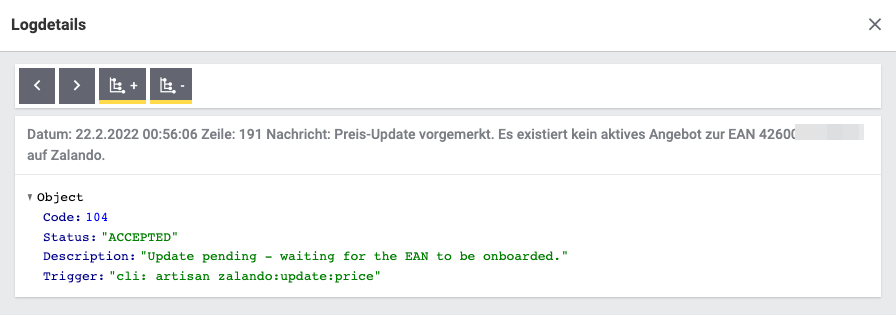 Logdetails
+ -
Datum: 22.2.2022 00:56:06 Zeile: 191 Nachricht: Preis-Update vorgemerkt. Es existiert kein aktives Angebot zur EAN 42600
auf Zalando.
Object
Code: 104
Status: "ACCEPTED"
Description: "Update pending - waiting for the EAN to be onboarded."
Trigger: "cli: artisan zalando:update:price"